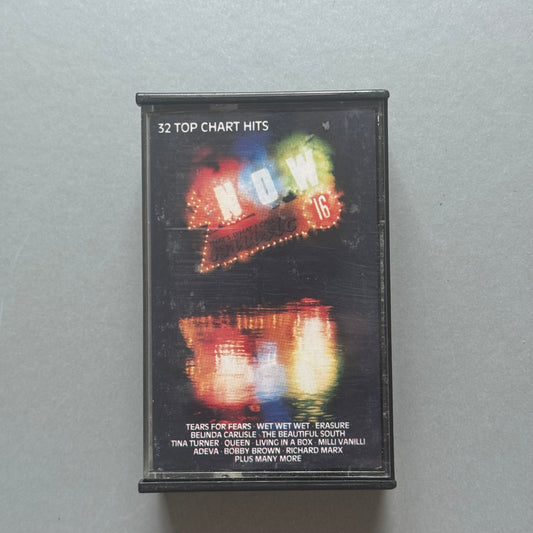 32 TOP CHART HITS
NOW
16
TEARS FOR FEARS · WET WET WET · ERASURE
BELINDA CARLISLE · THE BEAUTIFUL SOUTH
TINA TURNER · QUEEN · LIVING IN A BOX · MILLI VANILLI
ADEVA · BOBBY BROWN · RICHARD MARX
PLUS MANY MORE